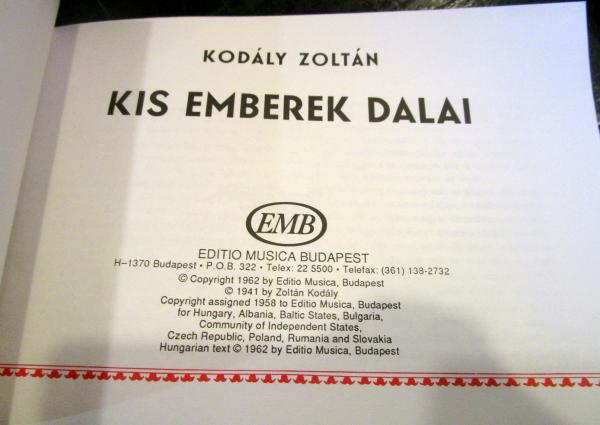 KODÁLY ZOLTÁN
KIS EMBEREK DALAI
EMB
EDITIO MUSICA BUDAPEST
H–1370 Budapest • P.O.B. 322 • Telex: 22 5500 • Telefax: (361) 138-2732
© Copyright 1962 by Editio Musica, Budapest
© 1941 by Zoltán Kodály
Copyright assigned 1958 to Editio Musica, Budapest
for Hungary, Albania, Baltic States, Bulgaria,
Community of Independent States,
Czech Republic, Poland, Rumania and Slovakia
Hungarian text © 1962 by Editio Musica, Budapest